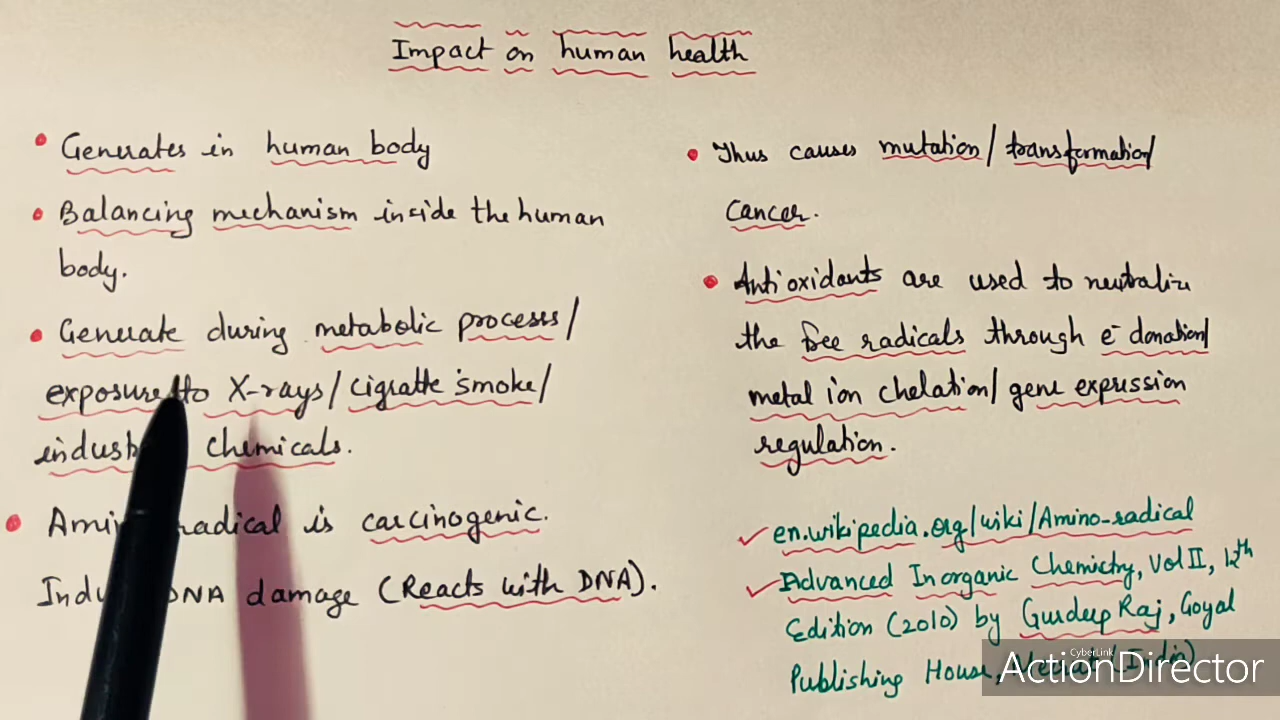 Impact on human health
Generates in human body
Balancing mechanism inside the human
body.
Generate during metabolic processes/
exposure to X-rays/cigratte smoke/
chemicals.
radical is carcinogenic.
DNA damage (Reacts with DNA).
Thus causes mutation/transformation/
cancer.
Antioxidants are used to neutralize
the free radicals through e⁻ donation/
metal ion chelation/gene expression
regulation.
en.wikipedia.org/wiki/Amino-radical
Advanced Inorganic Chemistry, Vol II, 12th
Edition (2010) by Gurdeep Raj, Goyal
Publishing House,
CyberLink
ActionDirector